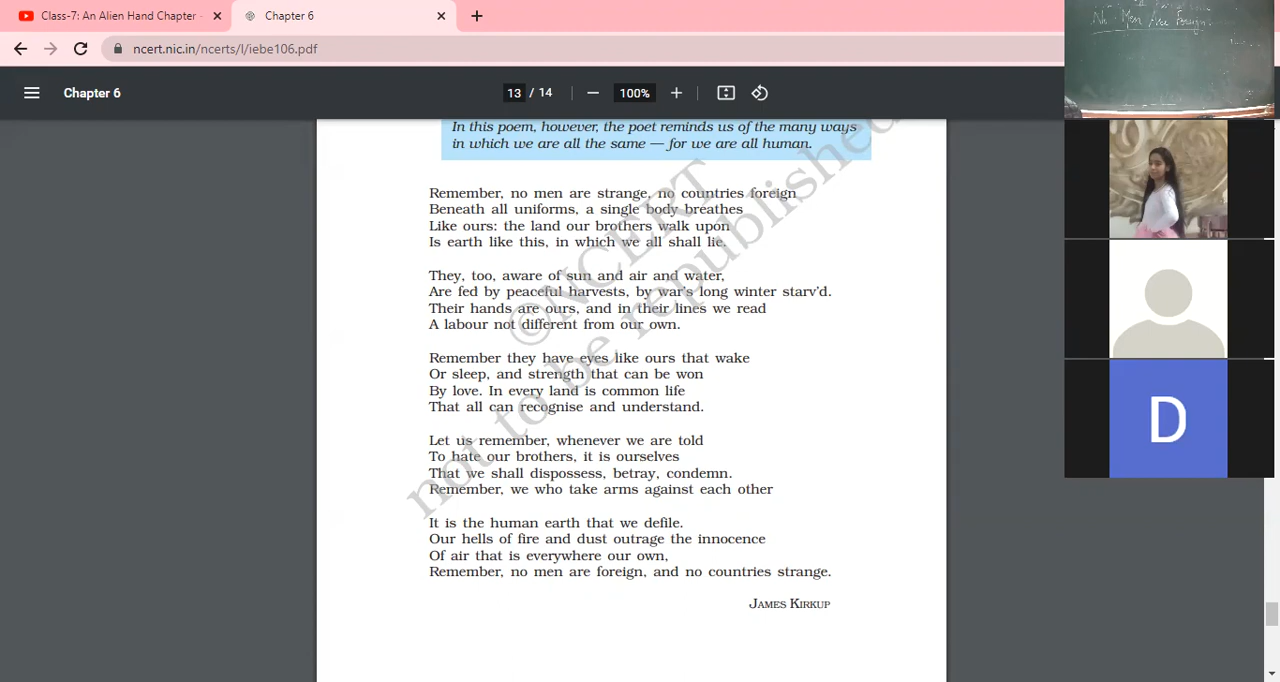 Class-7: An Alien Hand Chapter
Chapter 6
ncert.nic.in/ncerts/l/iebe106.pdf
Chapter 6
13 / 14
100%
In this poem, however, the poet reminds us of the many ways
in which we are all the same — for we are all human.
Remember, no men are strange, no countries foreign
Beneath all uniforms, a single body breathes
Like ours: the land our brothers walk upon
Is earth like this, in which we all shall lie.
They, too, aware of sun and air and water,
Are fed by peaceful harvests, by war's long winter starv'd.
Their hands are ours, and in their lines we read
A labour not different from our own.
Remember they have eyes like ours that wake
Or sleep, and strength that can be won
By love. In every land is common life
That all can recognise and understand.
Let us remember, whenever we are told
To hate our brothers, it is ourselves
That we shall dispossess, betray, condemn.
Remember, we who take arms against each other
It is the human earth that we defile.
Our hells of fire and dust outrage the innocence
Of air that is everywhere our own,
Remember, no men are foreign, and no countries strange.
JAMES KIRKUP
©NCERT
not to be republished
Men Are Foreign
D